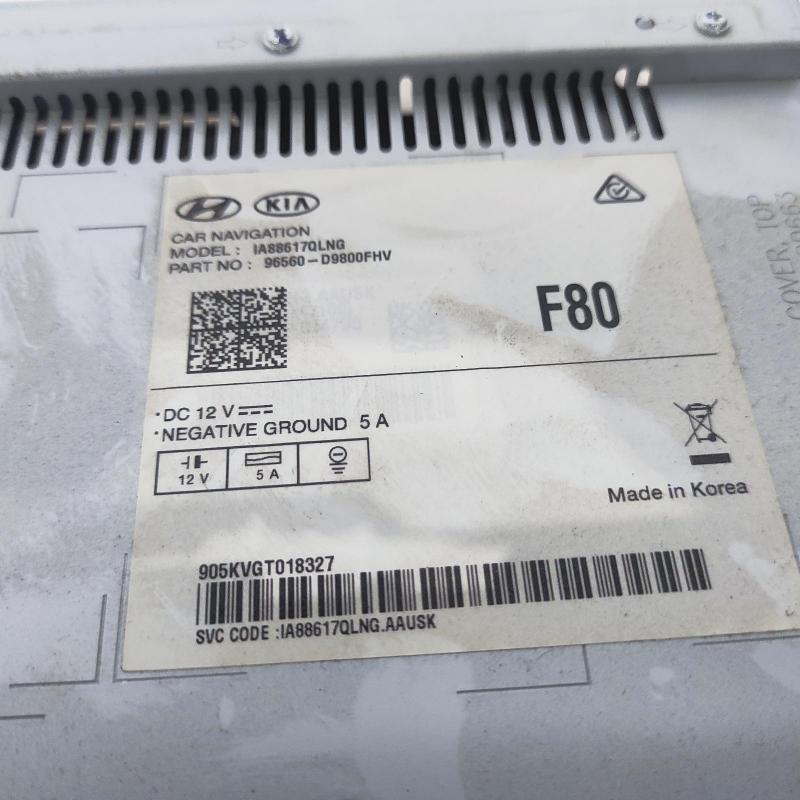 HYUNDAI KIA
CAR NAVIGATION
MODEL : IA88617QLNG
PART NO : 96560-D9800FHV
F80
·DC 12 V
·NEGATIVE GROUND 5 A
12 V
5 A
Made in Korea
905KVGT018327
SVC CODE :IA88617QLNG.AAUSK
COVER, TOP